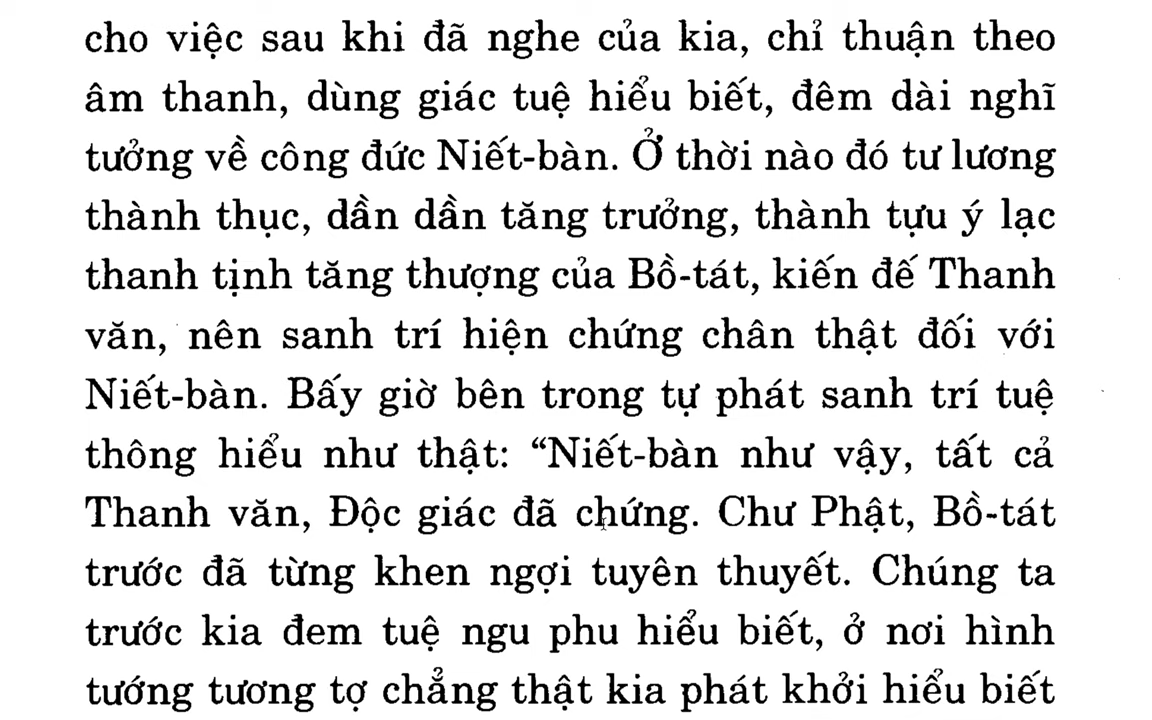 cho việc sau khi đã nghe của kia, chỉ thuận theo
âm thanh, dùng giác tuệ hiểu biết, đêm dài nghĩ
tưởng về công đức Niết-bàn. Ở thời nào đó tư lương
thành thục, dần dần tăng trưởng, thành tựu ý lạc
thanh tịnh tăng thượng của Bồ-tát, kiến đế Thanh
văn, nên sanh trí hiện chứng chân thật đối với
Niết-bàn. Bấy giờ bên trong tự phát sanh trí tuệ
thông hiểu như thật: “Niết-bàn như vậy, tất cả
Thanh văn, Độc giác đã chứng. Chư Phật, Bồ-tát
trước đã từng khen ngợi tuyên thuyết. Chúng ta
trước kia đem tuệ ngu phu hiểu biết, ở nơi hình
tướng tương tợ chẳng thật kia phát khởi hiểu biết